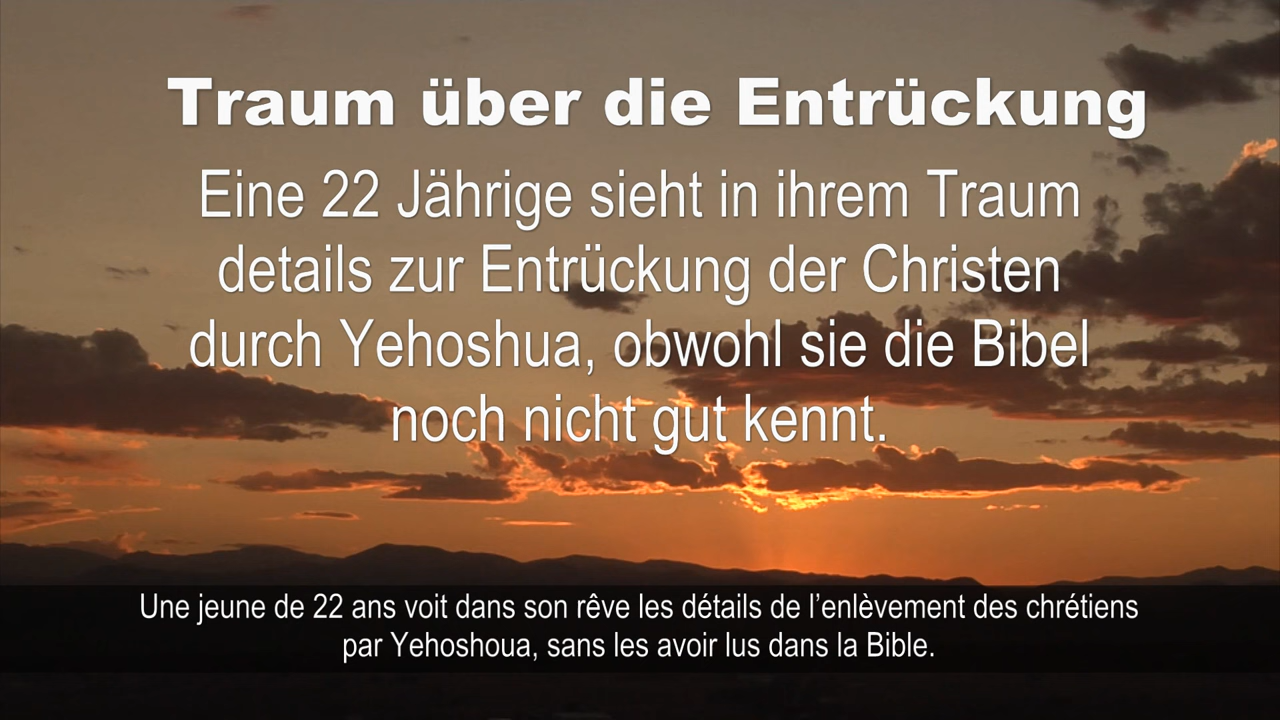 Traum über die Entrückung
Eine 22 Jährige sieht in ihrem Traum
details zur Entrückung der Christen
durch Yehoshua, obwohl sie die Bibel
noch nicht gut kennt.
Une jeune de 22 ans voit dans son rêve les détails de l’enlèvement des chrétiens
par Yehoshoua, sans les avoir lus dans la Bible.